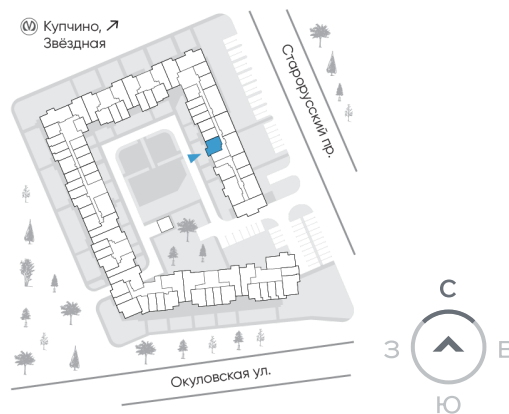 Купчино, ↗
Звёздная
Старорусский пр.
Окуловская ул.
С
З
В
Ю